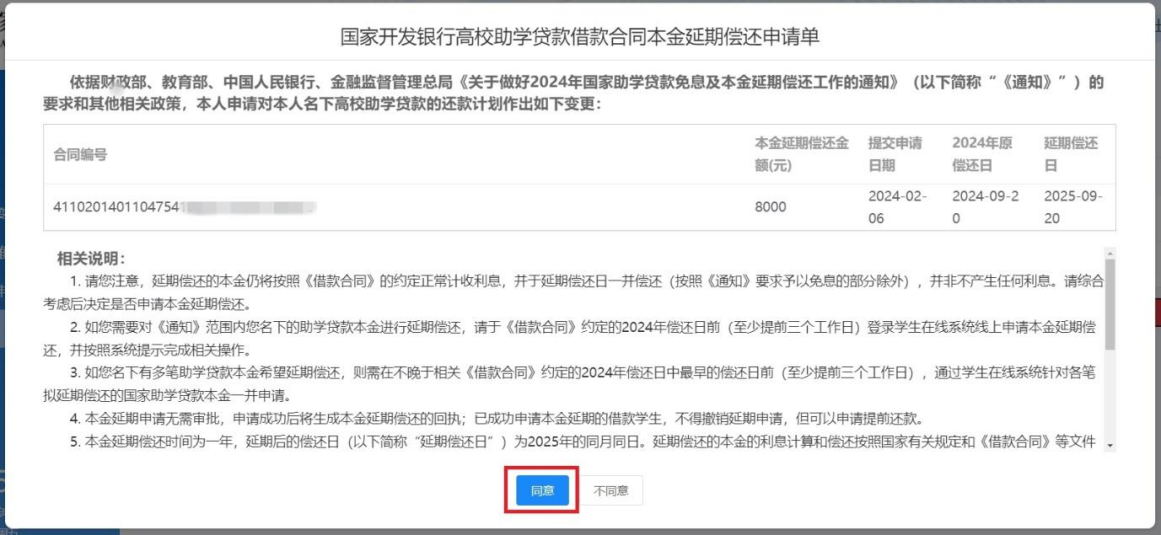 国家开发银行高校助学贷款借款合同本金延期偿还申请单
依据财政部、教育部、中国人民银行、金融监督管理总局《关于做好2024年国家助学贷款免息及本金延期偿还工作的通知》（以下简称“《通知》”）的
要求和其他相关政策，本人申请对本人名下高校助学贷款的还款计划作出如下变更：
合同编号
本金延期偿还金
额(元)
提交申请
日期
2024年原
偿还日
延期偿还
日
4110201401104754
8000
2024-02-
06
2024-09-2
0
2025-09-
20
相关说明：
1. 请您注意，延期偿还的本金仍将按照《借款合同》的约定正常计收利息，并于延期偿还日一并偿还（按照《通知》要求予以免息的部分除外），并非不产生任何利息。请综合
考虑后决定是否申请本金延期偿还。
2. 如您需要对《通知》范围内您名下的助学贷款本金进行延期偿还，请于《借款合同》约定的2024年偿还日前（至少提前三个工作日）登录学生在线系统线上申请本金延期偿
还，并按照系统提示完成相关操作。
3. 如您名下有多笔助学贷款本金希望延期偿还，则需在不晚于相关《借款合同》约定的2024年偿还日中最早的偿还日前（至少提前三个工作日），通过学生在线系统针对各笔
拟延期偿还的国家助学贷款本金一并申请。
4. 本金延期申请无需审批，申请成功后将生成本金延期偿还的回执；已成功申请本金延期的借款学生，不得撤销延期申请，但可以申请提前还款。
5. 本金延期偿还时间为一年，延期后的偿还日（以下简称“延期偿还日”）为2025年的同月同日。延期偿还的本金的利息计算和偿还按照国家有关规定和《借款合同》等文件
同意
不同意